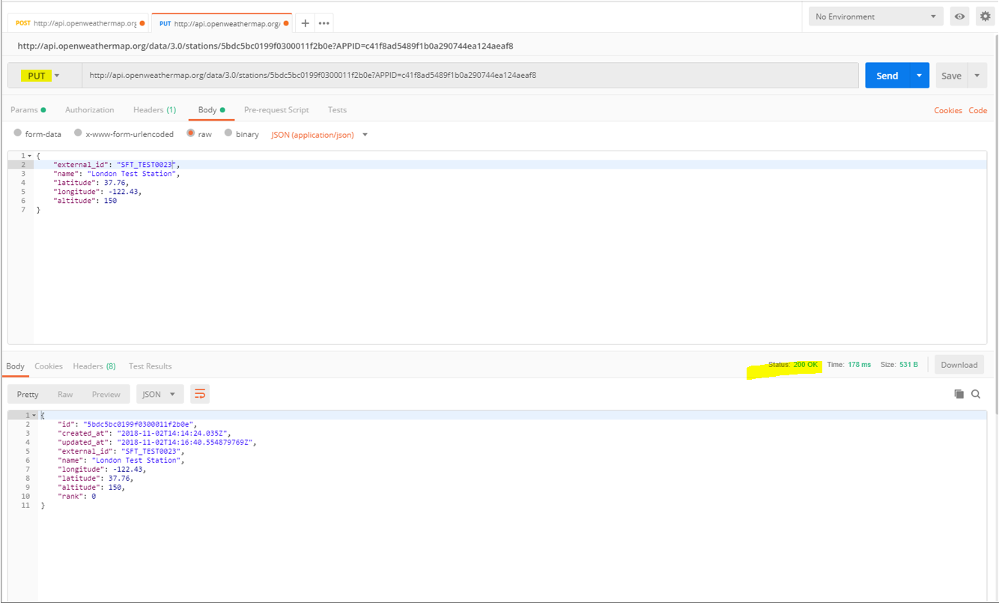 POST http://api.openweathermap.org
PUT http://api.openweathermap.org/
+
•••
No Environment
http://api.openweathermap.org/data/3.0/stations/5bdc5bc0199f0300011f2b0e?APPID=c41f8ad5489f1b0a290744ea124aeaf8
PUT http://api.openweathermap.org/data/3.0/stations/5bdc5bc0199f0300011f2b0e?APPID=c41f8ad5489f1b0a290744ea124aeaf8 Send Save
Params Authorization Headers (1) Body Pre-request Script Tests Cookies Code
form-data x-www-form-urlencoded raw binary JSON (application/json)
1 {
2 "external_id": "SFT_TEST0023",
3 "name": "London Test Station",
4 "latitude": 37.76,
5 "longitude": -122.43,
6 "altitude": 150
7 }
Body Cookies Headers (8) Test Results Status: 200 OK Time: 178 ms Size: 531 B Download
Pretty Raw Preview JSON
1 {
2 "id": "5bdc5bc0199f0300011f2b0e",
3 "created_at": "2018-11-02T14:14:24.035Z",
4 "updated_at": "2018-11-02T14:16:40.554879769Z",
5 "external_id": "SFT_TEST0023",
6 "name": "London Test Station",
7 "longitude": -122.43,
8 "latitude": 37.76,
9 "altitude": 150,
10 "rank": 0
11 }